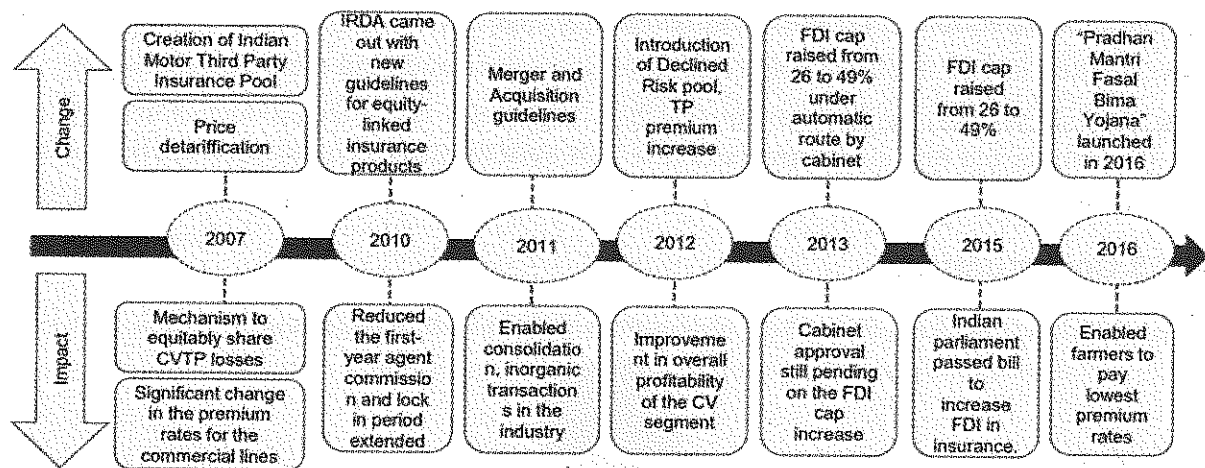 Change
Creation of Indian
Motor Third Party
Insurance Pool
Price
detariffication
IRDA came
out with
new
guidelines
for equity-
linked
insurance
products
Merger and
Acquisition
guidelines
Introduction
of Declined
Risk pool,
TP
premium
increase
FDI cap
raised from
26 to 49%
under
automatic
route by
cabinet
FDI cap
raised
from 26 to
49%
"Pradhan
Mantri
Fasal
Bima
Yojana"
launched
in 2016
2007
2010
2011
2012
2013
2015
2016
Impact
Mechanism to
equitably share
CVTP losses
Significant change
in the premium
rates for the
commercial lines
Reduced
the first-
year agent
commissio
n and lock
in period
extended
Enabled
consolidatio
n, inorganic
transaction
s in the
industry
Improveme
nt in overall
profitability
of the CV
segment
Cabinet
approval
still pending
on the FDI
cap
increase
Indian
parliament
passed bill
to
increase
FDI in
insurance.
Enabled
farmers to
pay
lowest
premium
rates